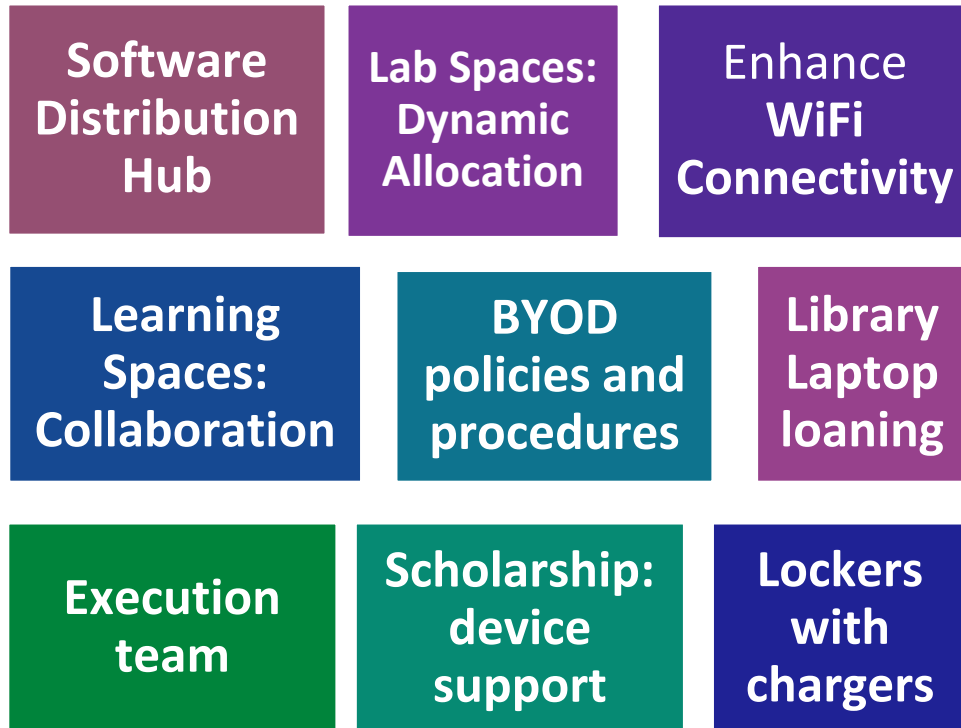 Software
Distribution
Hub
Lab Spaces:
Dynamic
Allocation
Enhance
WiFi
Connectivity
Learning
Spaces:
Collaboration
BYOD
policies and
procedures
Library
Laptop
loaning
Execution
team
Scholarship:
device
support
Lockers
with
chargers